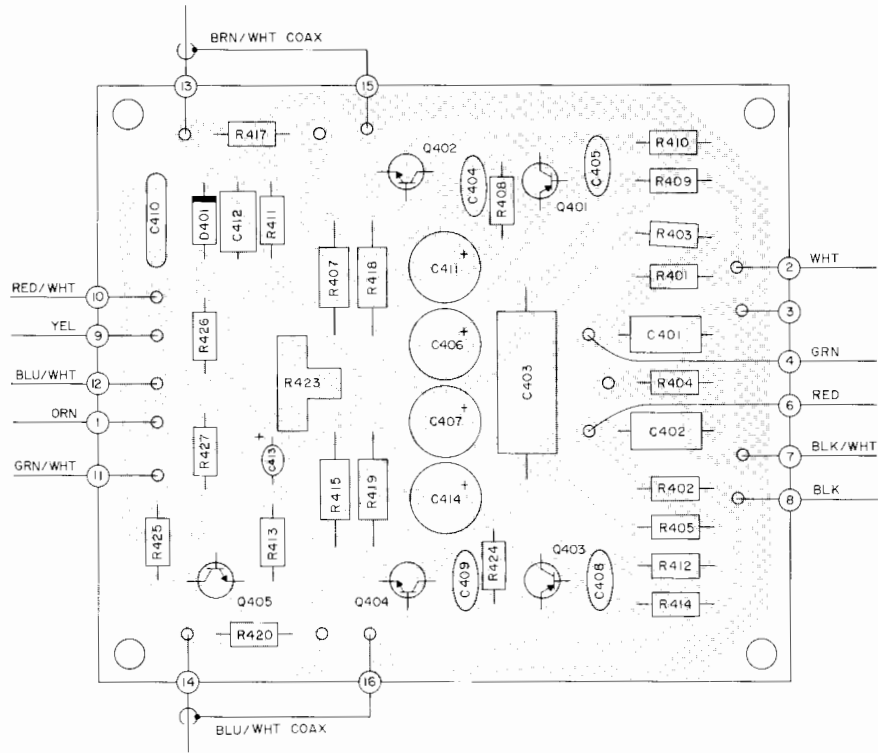 BRN/WHT COAX
13
15
R417
Q402
C404
R408
Q401
C405
R410
R409
C410
D401
C412
R411
R403
R407
R418
C411
+
R401
2
WHT
RED/WHT
10
3
YEL
9
R426
C406
+
C403
C401
4
GRN
BLU/WHT
12
R423
R404
ORN
1
C407
+
6
RED
R427
+
C413
C402
GRN/WHT
11
R415
R419
C414
+
7
BLK/WHT
R402
8
BLK
R425
R413
R405
C409
R424
Q403
C408
R412
Q405
Q404
R414
R420
14
16
BLU/WHT COAX